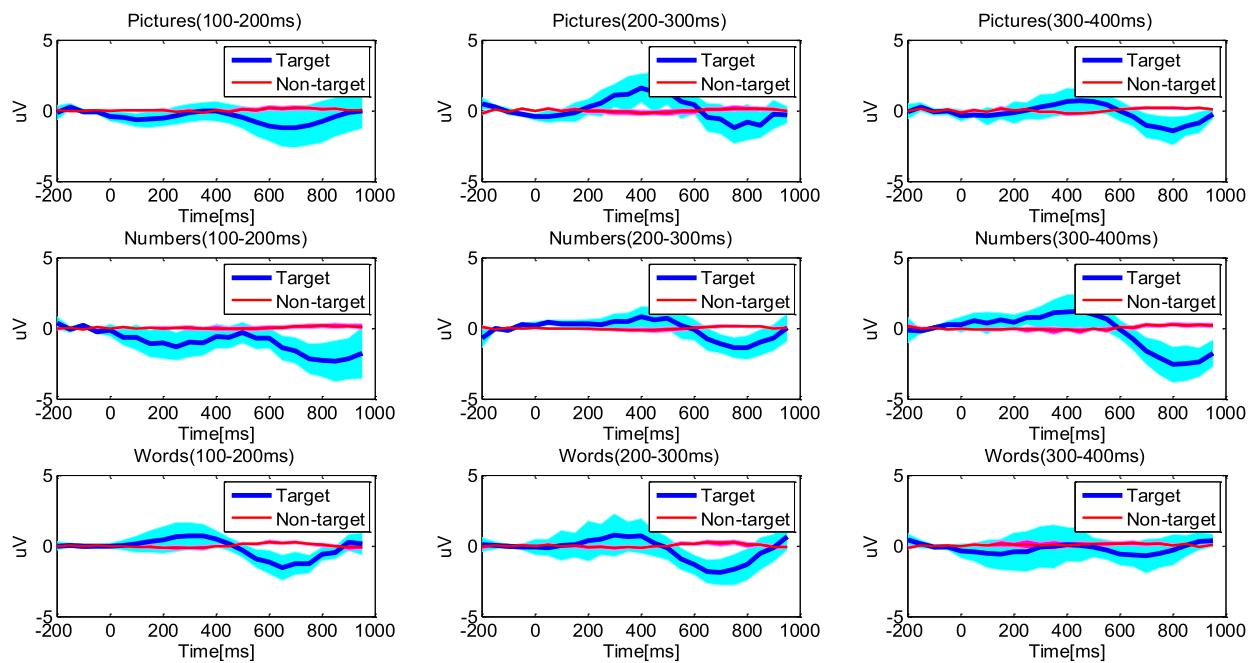 Pictures(100-200ms)
5
Target
Non-target
uV
0
-5
-200 0 200 400 600 800 1000
Time[ms]
Pictures(200-300ms)
5
Target
Non-target
uV
0
-5
-200 0 200 400 600 800 1000
Time[ms]
Pictures(300-400ms)
5
Target
Non-target
uV
0
-5
-200 0 200 400 600 800 1000
Time[ms]
Numbers(100-200ms)
5
Target
Non-target
uV
0
-5
-200 0 200 400 600 800 1000
Time[ms]
Numbers(200-300ms)
5
Target
Non-target
uV
0
-5
-200 0 200 400 600 800 1000
Time[ms]
Numbers(300-400ms)
5
Target
Non-target
uV
0
-5
-200 0 200 400 600 800 1000
Time[ms]
Words(100-200ms)
5
Target
Non-target
uV
0
-5
-200 0 200 400 600 800 1000
Time[ms]
Words(200-300ms)
5
Target
Non-target
uV
0
-5
-200 0 200 400 600 800 1000
Time[ms]
Words(300-400ms)
5
Target
Non-target
uV
0
-5
-200 0 200 400 600 800 1000
Time[ms]